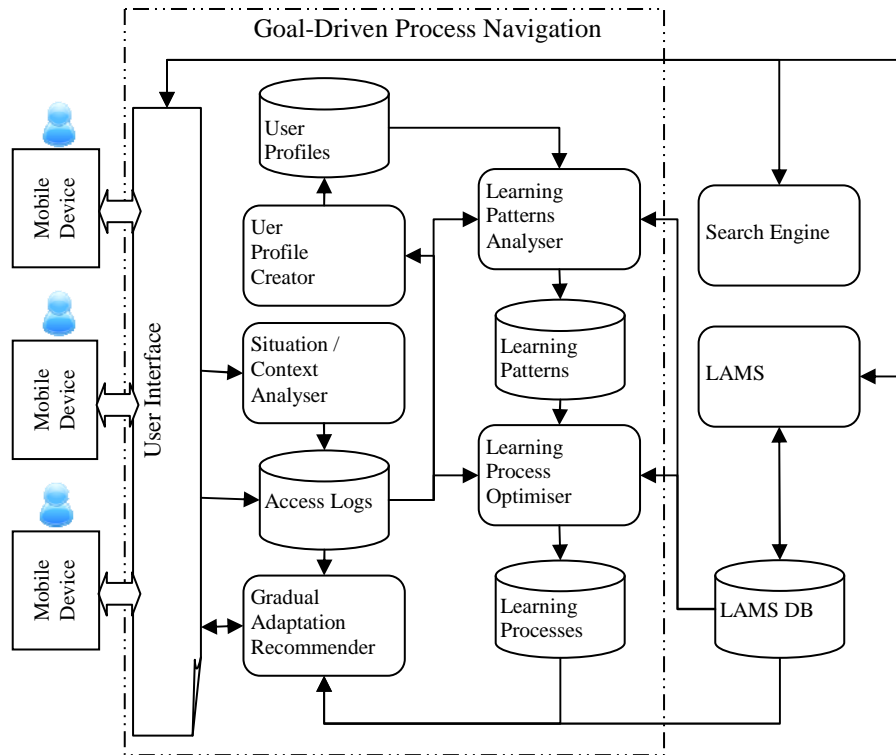 Goal-Driven Process Navigation
Mobile
Device
Mobile
Device
Mobile
Device
User Interface
User
Profiles
Uer
Profile
Creator
Situation /
Context
Analyser
Access Logs
Gradual
Adaptation
Recommender
Learning
Patterns
Analyser
Learning
Patterns
Learning
Process
Optimiser
Learning
Processes
Search Engine
LAMS
LAMS DB